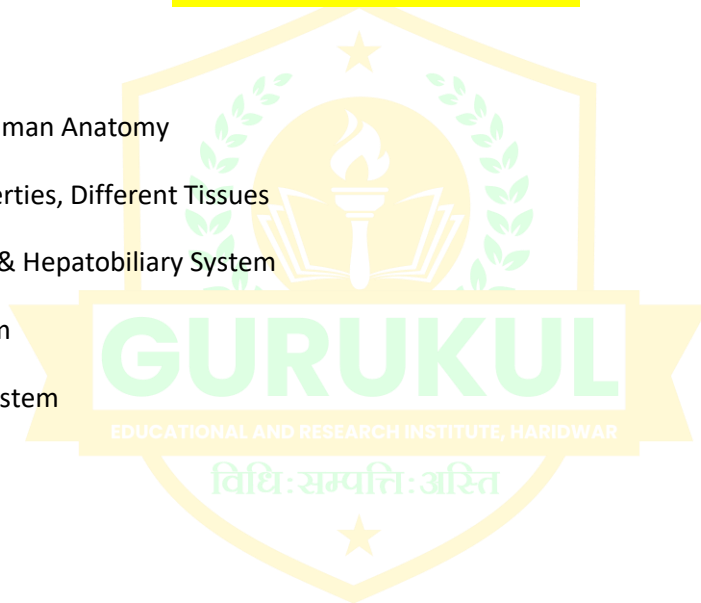 man Anatomy
erties, Different Tissues
& Hepatobiliary System
m
stem
GURUKUL
EDUCATIONAL AND RESEARCH INSTITUTE, HARIDWAR
विधि:सम्पत्ति:अस्ति